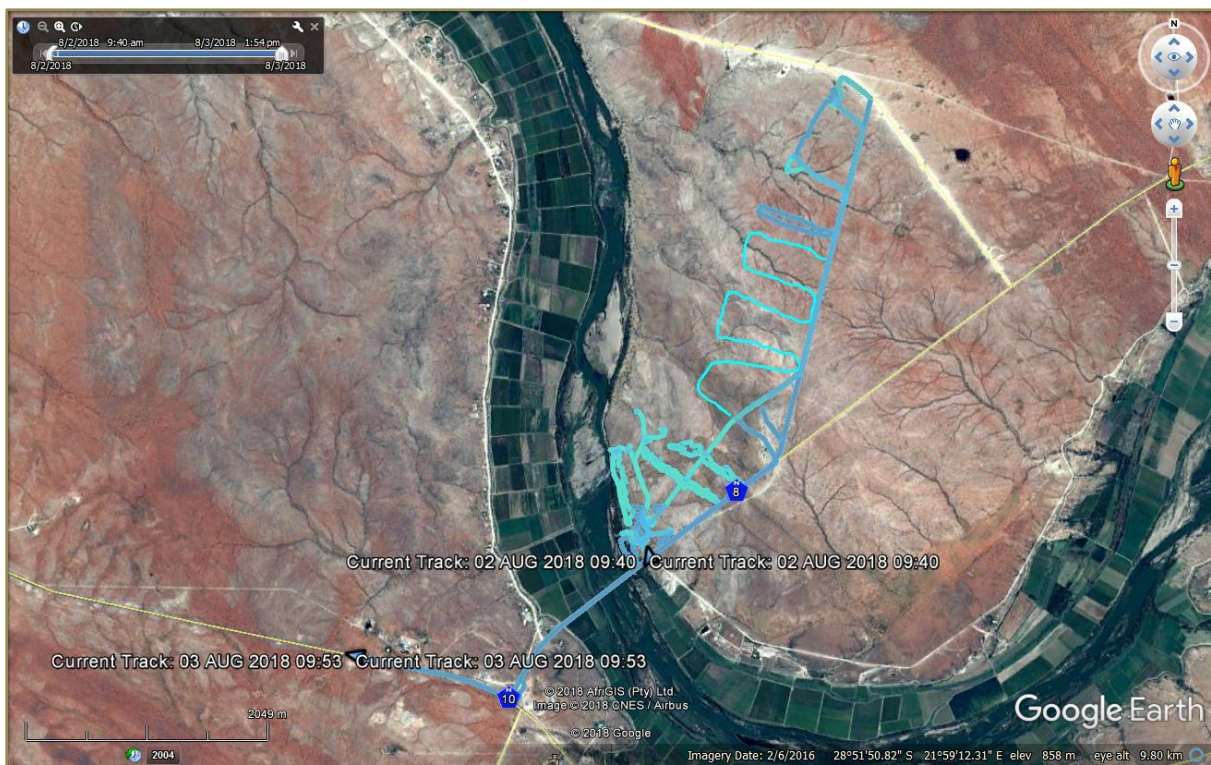 8/2/2018 9:40 am 8/3/2018 1:54 pm
8/2/2018 8/3/2018
N
N
8
Current Track: 02 AUG 2018 09:40 Current Track: 02 AUG 2018 09:40
Current Track: 03 AUG 2018 09:53 Current Track: 03 AUG 2018 09:53
N
10
© 2018 AfriGIS (Pty) Ltd.
Image © 2018 CNES / Airbus
© 2018 Google
2049 m
Google Earth
2004
Imagery Date: 2/6/2016 28°51'50.82" S 21°59'12.31" E elev 858 m eye alt 9.80 km